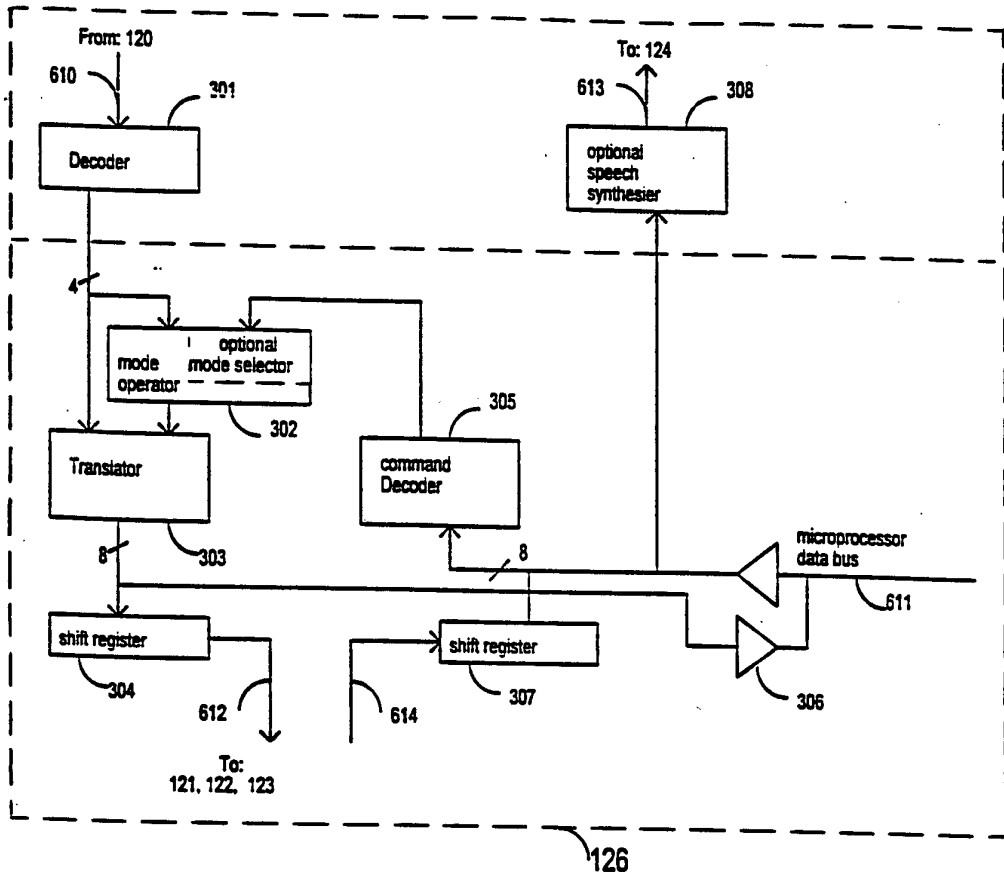 From: 120
To: 124
610
301
613
308
Decoder
optional
speech
synthesier
4
optional
mode selector
mode
operator
302
305
Translator
command
Decoder
303
8
8
microprocessor
data bus
611
shift register
shift register
304
307
306
612
614
To:
121, 122, 123
126